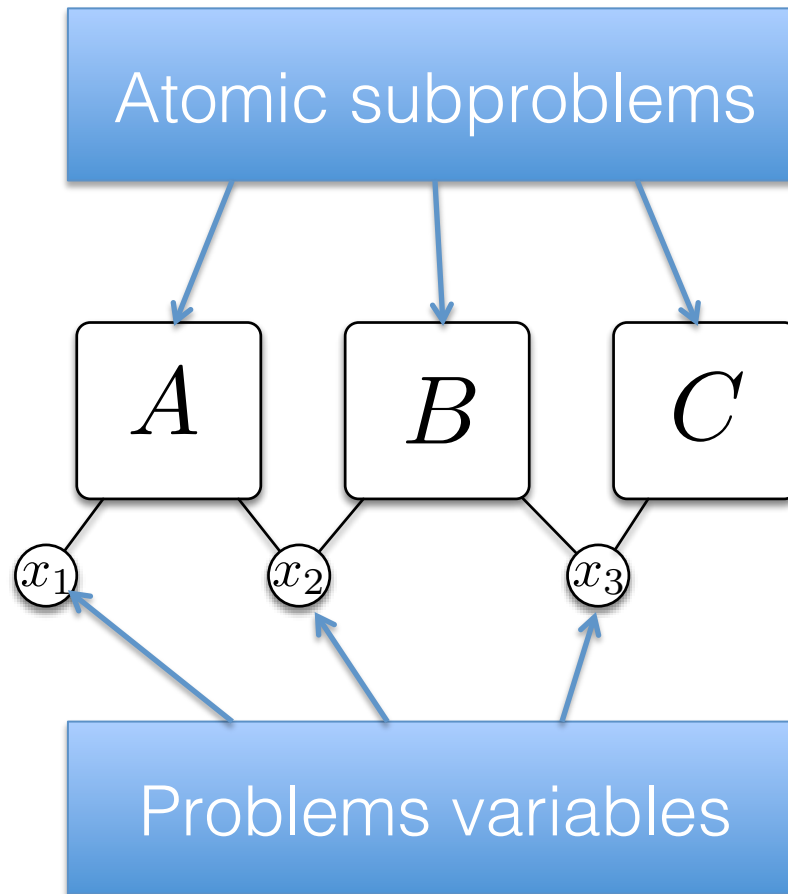 Atomic subproblems
A B C
x₁ x₂ x₃
Problems variables